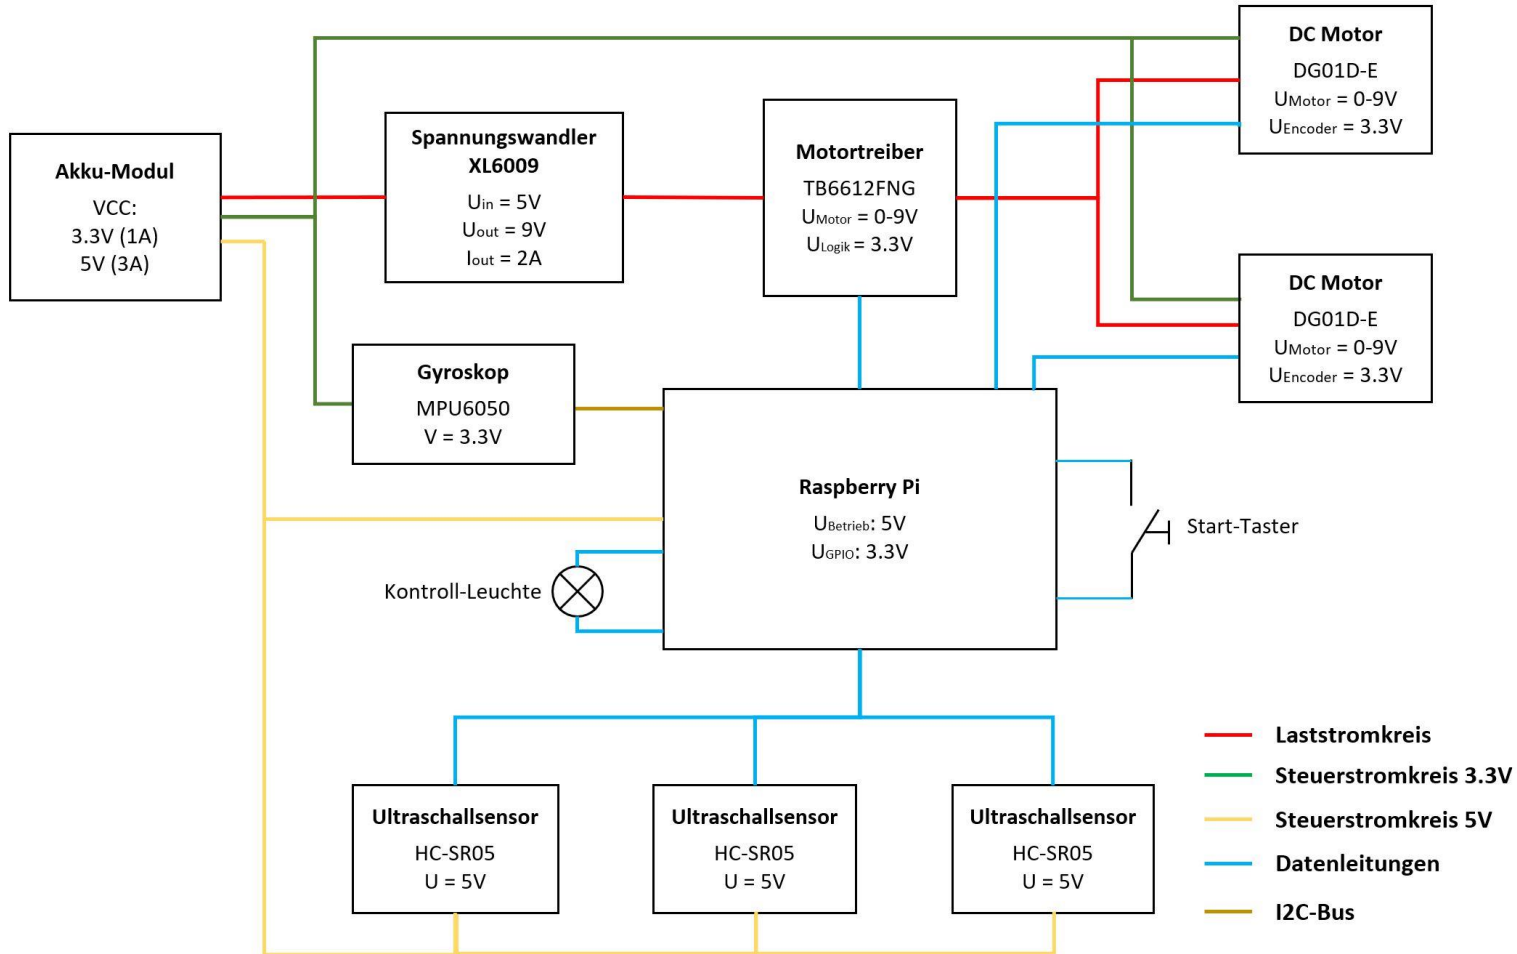 Akku-Modul
VCC:
3.3V (1A)
5V (3A)
Spannungswandler
XL6009
Uin = 5V
Uout = 9V
Iout = 2A
Motortreiber
TB6612FNG
UMotor = 0-9V
ULogik = 3.3V
DC Motor
DG01D-E
UMotor = 0-9V
UEncoder = 3.3V
DC Motor
DG01D-E
UMotor = 0-9V
UEncoder = 3.3V
Gyroskop
MPU6050
V = 3.3V
Raspberry Pi
UBetrieb: 5V
UGPIO: 3.3V
Start-Taster
Kontroll-Leuchte
Ultraschallsensor
HC-SR05
U = 5V
Ultraschallsensor
HC-SR05
U = 5V
Ultraschallsensor
HC-SR05
U = 5V
Laststromkreis
Steuerstromkreis 3.3V
Steuerstromkreis 5V
Datenleitungen
I2C-Bus